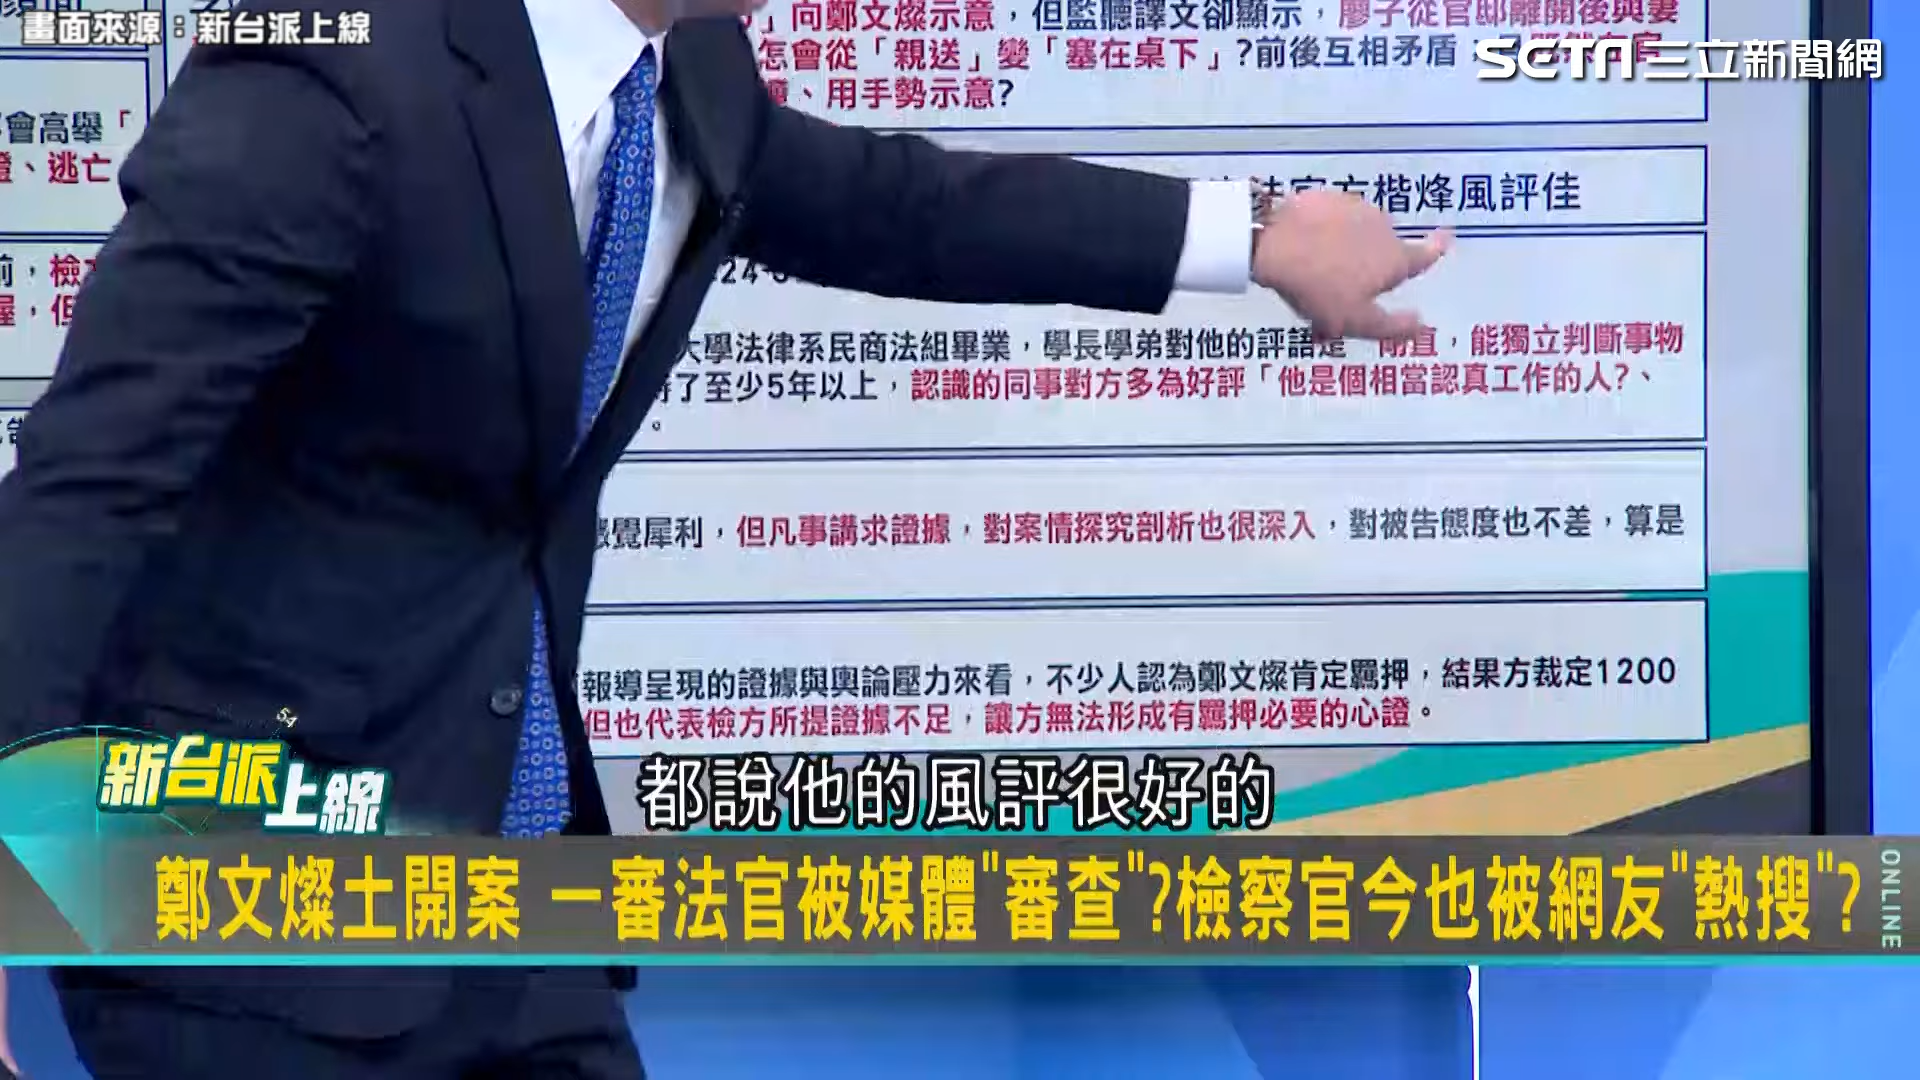 畫面來源：新台派上線
SETN三立新聞網
」向鄭文燦示意，但監聽譯文卻顯示，廖子從官邸離開後與妻
怎會從「親送」變「塞在桌下」?前後互相矛盾
、用手勢示意?
會高舉「
、逃亡
前，檢
握，但
方楷烽風評佳
大學法律系民商法組畢業，學長學弟對他的評語是「剛直，能獨立判斷事物
了至少5年以上，認識的同事對方多為好評「他是個相當認真工作的人?、
。
感覺犀利，但凡事講求證據，對案情探究剖析也很深入，對被告態度也不差，算是
報導呈現的證據與輿論壓力來看，不少人認為鄭文燦肯定羈押，結果方裁定1200
但也代表檢方所提證據不足，讓方無法形成有羈押必要的心證。
都說他的風評很好的
新台派上線
鄭文燦土開案 一審法官被媒體"審查"?檢察官今也被網友"熱搜"?
ONLINE